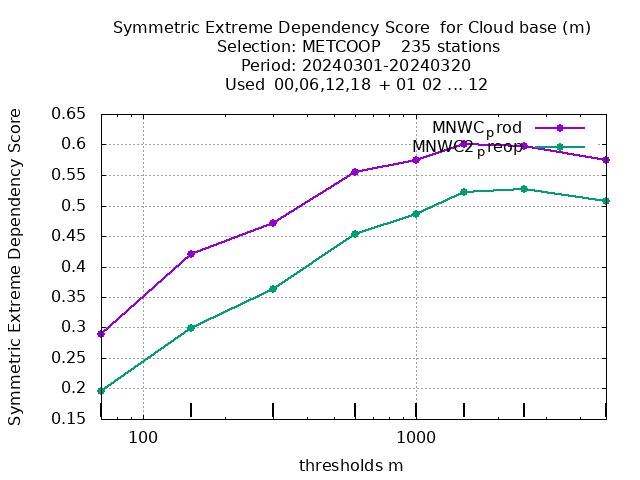 Symmetric Extreme Dependency Score  for Cloud base (m)
Selection: METCOOP    235 stations
Period: 20240301-20240320
Used  00,06,12,18 + 01 02 ... 12
Symmetric Extreme Dependency Score
0.65
0.6
0.55
0.5
0.45
0.4
0.35
0.3
0.25
0.2
0.15
MNWCprod
MNWC2preop
100
1000
thresholds m